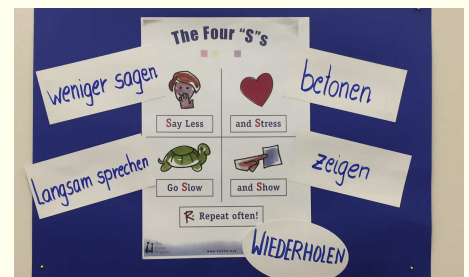 The Four "S"s
weniger sagen
betonen
Say Less
and Stress
langsam sprechen
zeigen
Go Slow
and Show
R Repeat often!
WIEDERHOLEN